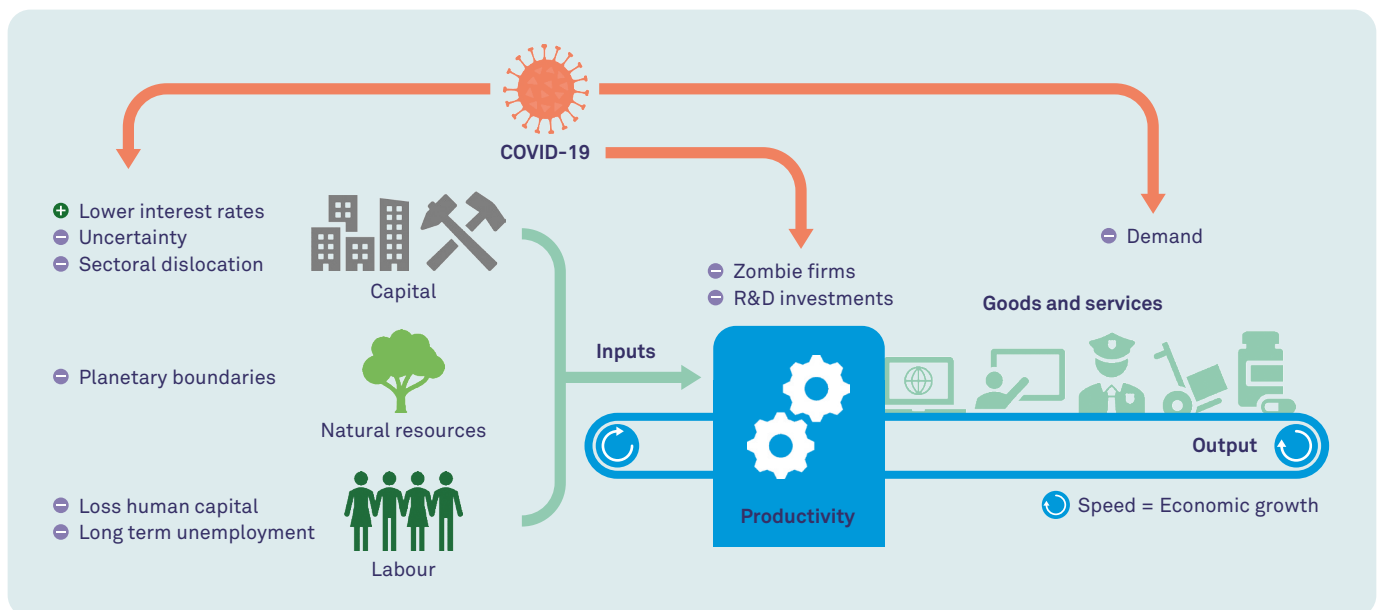 COVID-19
Lower interest rates
Uncertainty
Sectoral dislocation
Capital
Planetary boundaries
Natural resources
Loss human capital
Long term unemployment
Labour
Inputs
Zombie firms
R&D investments
Productivity
Demand
Goods and services
Output
Speed = Economic growth